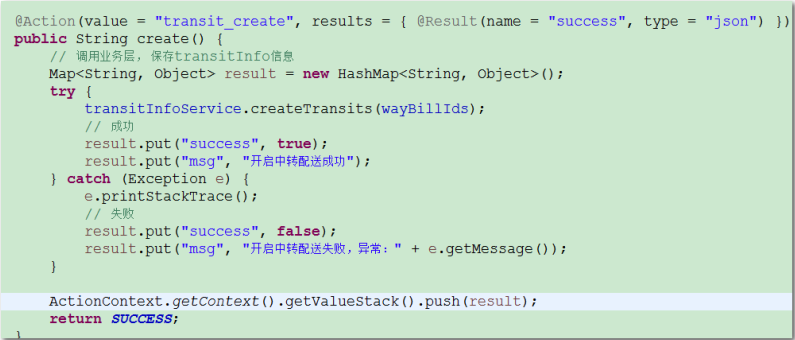 @Action(value = "transit_create", results = { @Result(name = "success", type = "json") })
public String create() {
// 调用业务层, 保存transitInfo信息
Map<String, Object> result = new HashMap<String, Object>();
try {
transitInfoService.createTransits(wayBillIds);
// 成功
result.put("success", true);
result.put("msg", "开启中转配送成功");
} catch (Exception e) {
e.printStackTrace();
// 失败
result.put("success", false);
result.put("msg", "开启中转配送失败, 异常: " + e.getMessage());
}
ActionContext.getContext().getValueStack().push(result);
return SUCCESS;
}